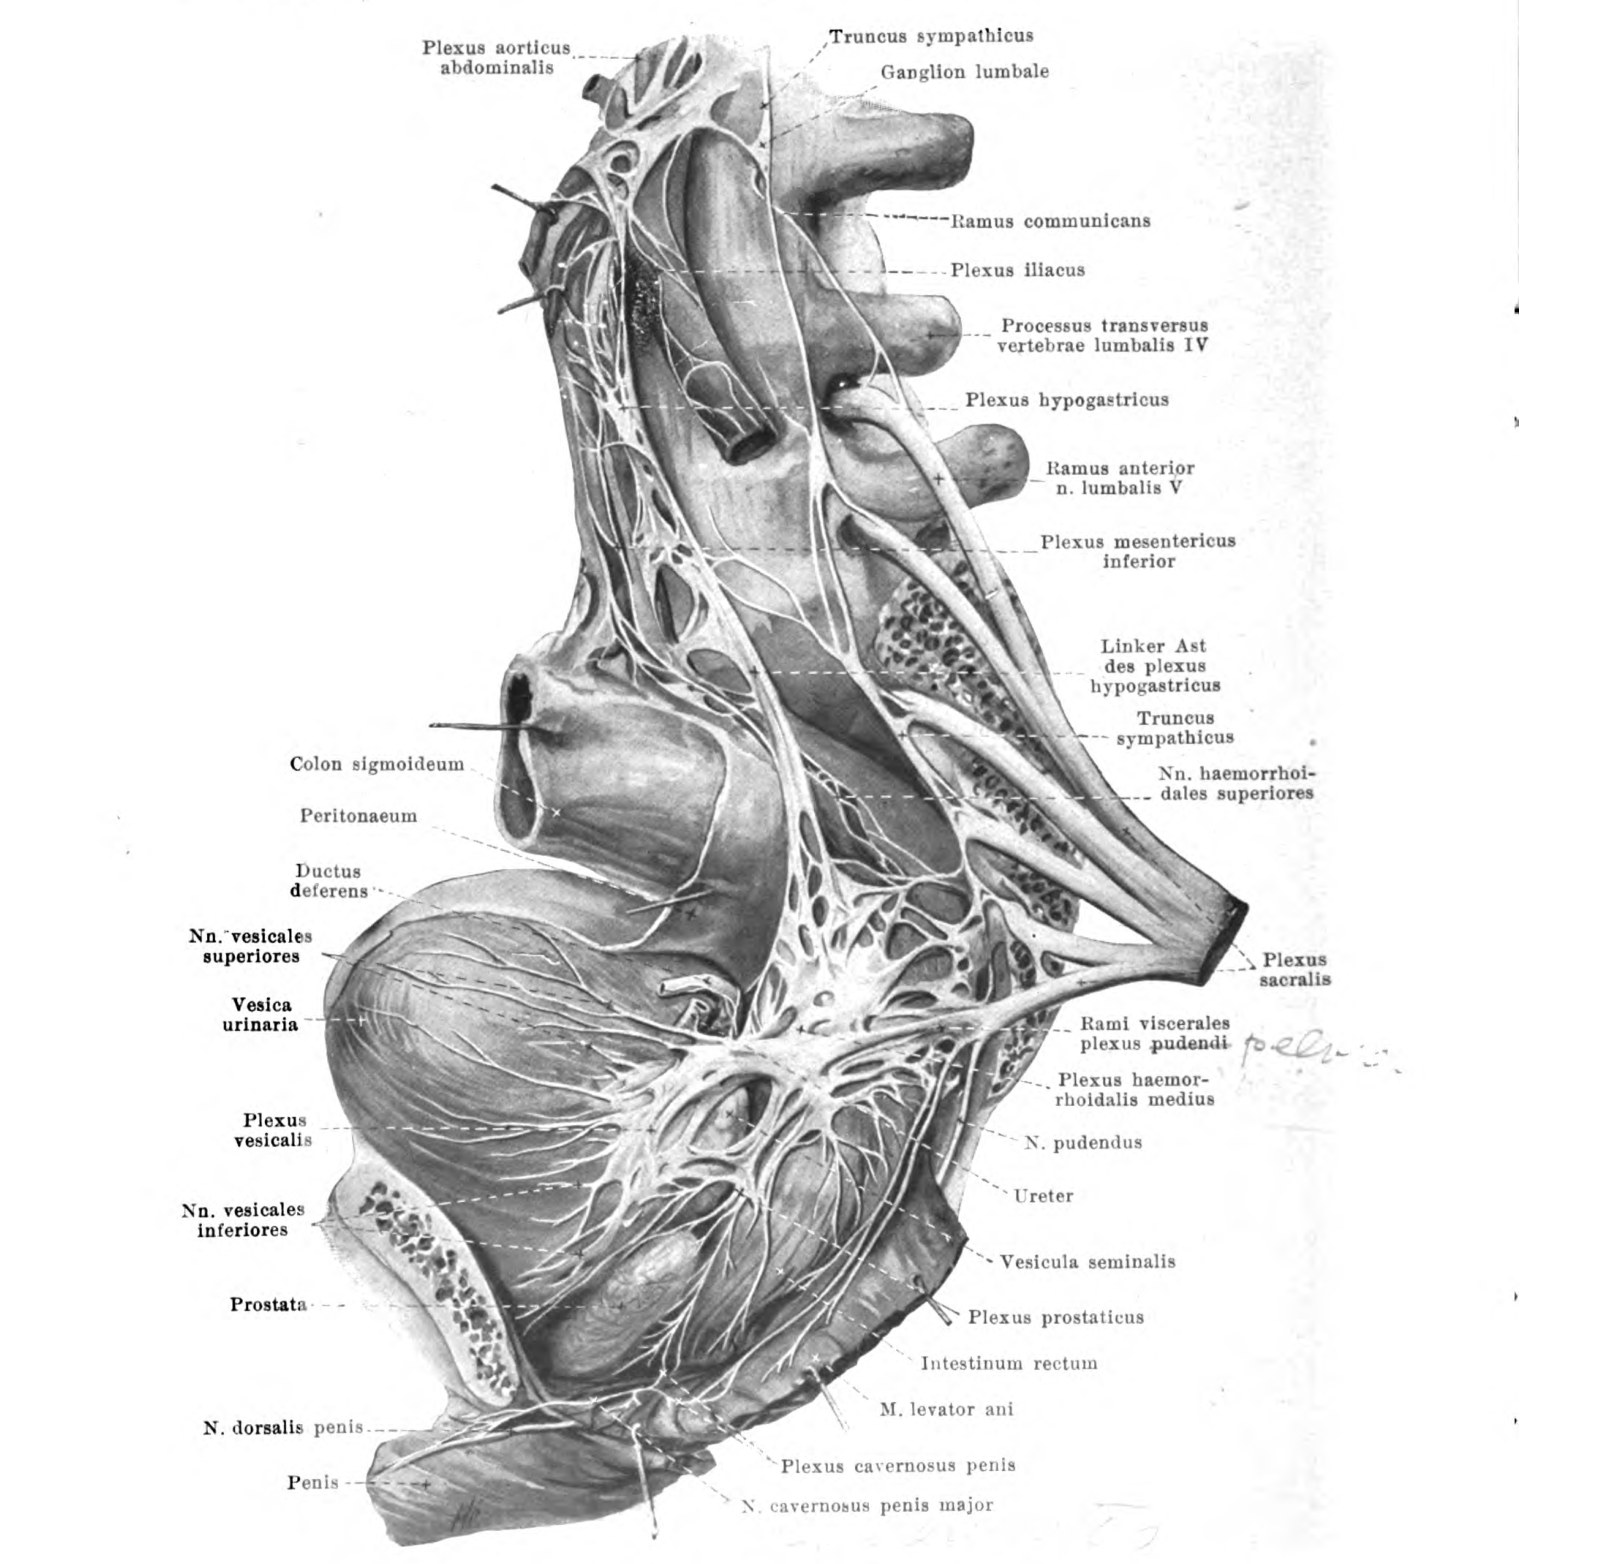 Plexus aorticus
abdominalis
Truncus sympathicus
Ganglion lumbale
Ramus communicans
Plexus iliacus
Processus transversus
vertebrae lumbalis IV
Plexus hypogastricus
Ramus anterior
n. lumbalis V
Plexus mesentericus
inferior
Linker Ast
des plexus
hypogastricus
Truncus
sympathicus
Colon sigmoideum
Nn. haemorrhoi-
dales superiores
Peritonaeum
Ductus
deferens
Nn. vesicales
superiores
Plexus
sacralis
Vesica
urinaria
Rami viscerales
plexus pudendi
Plexus haemor-
rhoidalis medius
Plexus
vesicalis
N. pudendus
Ureter
Nn. vesicales
inferiores
Vesicula seminalis
Prostata
Plexus prostaticus
Intestinum rectum
M. levator ani
N. dorsalis penis
Plexus cavernosus penis
Penis
N. cavernosus penis major